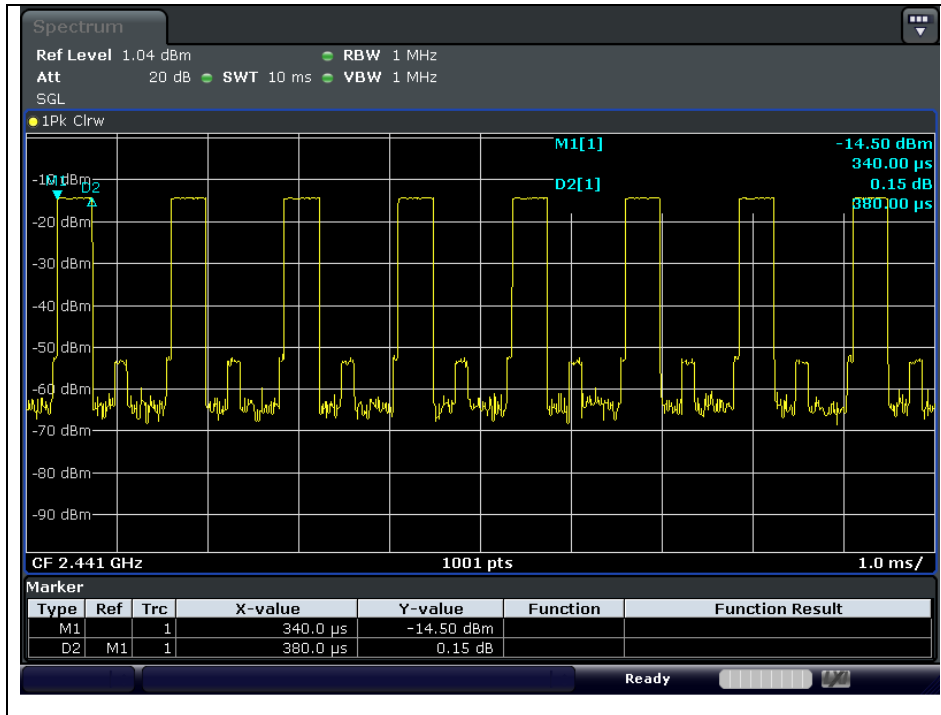 Spectrum
Ref Level 1.04 dBm RBW 1 MHz
Att 20 dB SWT 10 ms VBW 1 MHz
SGL
1Pk Clrw
M1[1] -14.50 dBm
340.00 µs
D2[1] 0.15 dB
380.00 µs
M1
D2
-10 dBm
-20 dBm
-30 dBm
-40 dBm
-50 dBm
-60 dBm
-70 dBm
-80 dBm
-90 dBm
CF 2.441 GHz 1001 pts 1.0 ms/
Marker
Type Ref Trc X-value Y-value Function Function Result
M1 1 340.0 µs -14.50 dBm
D2 M1 1 380.0 µs 0.15 dB
Ready